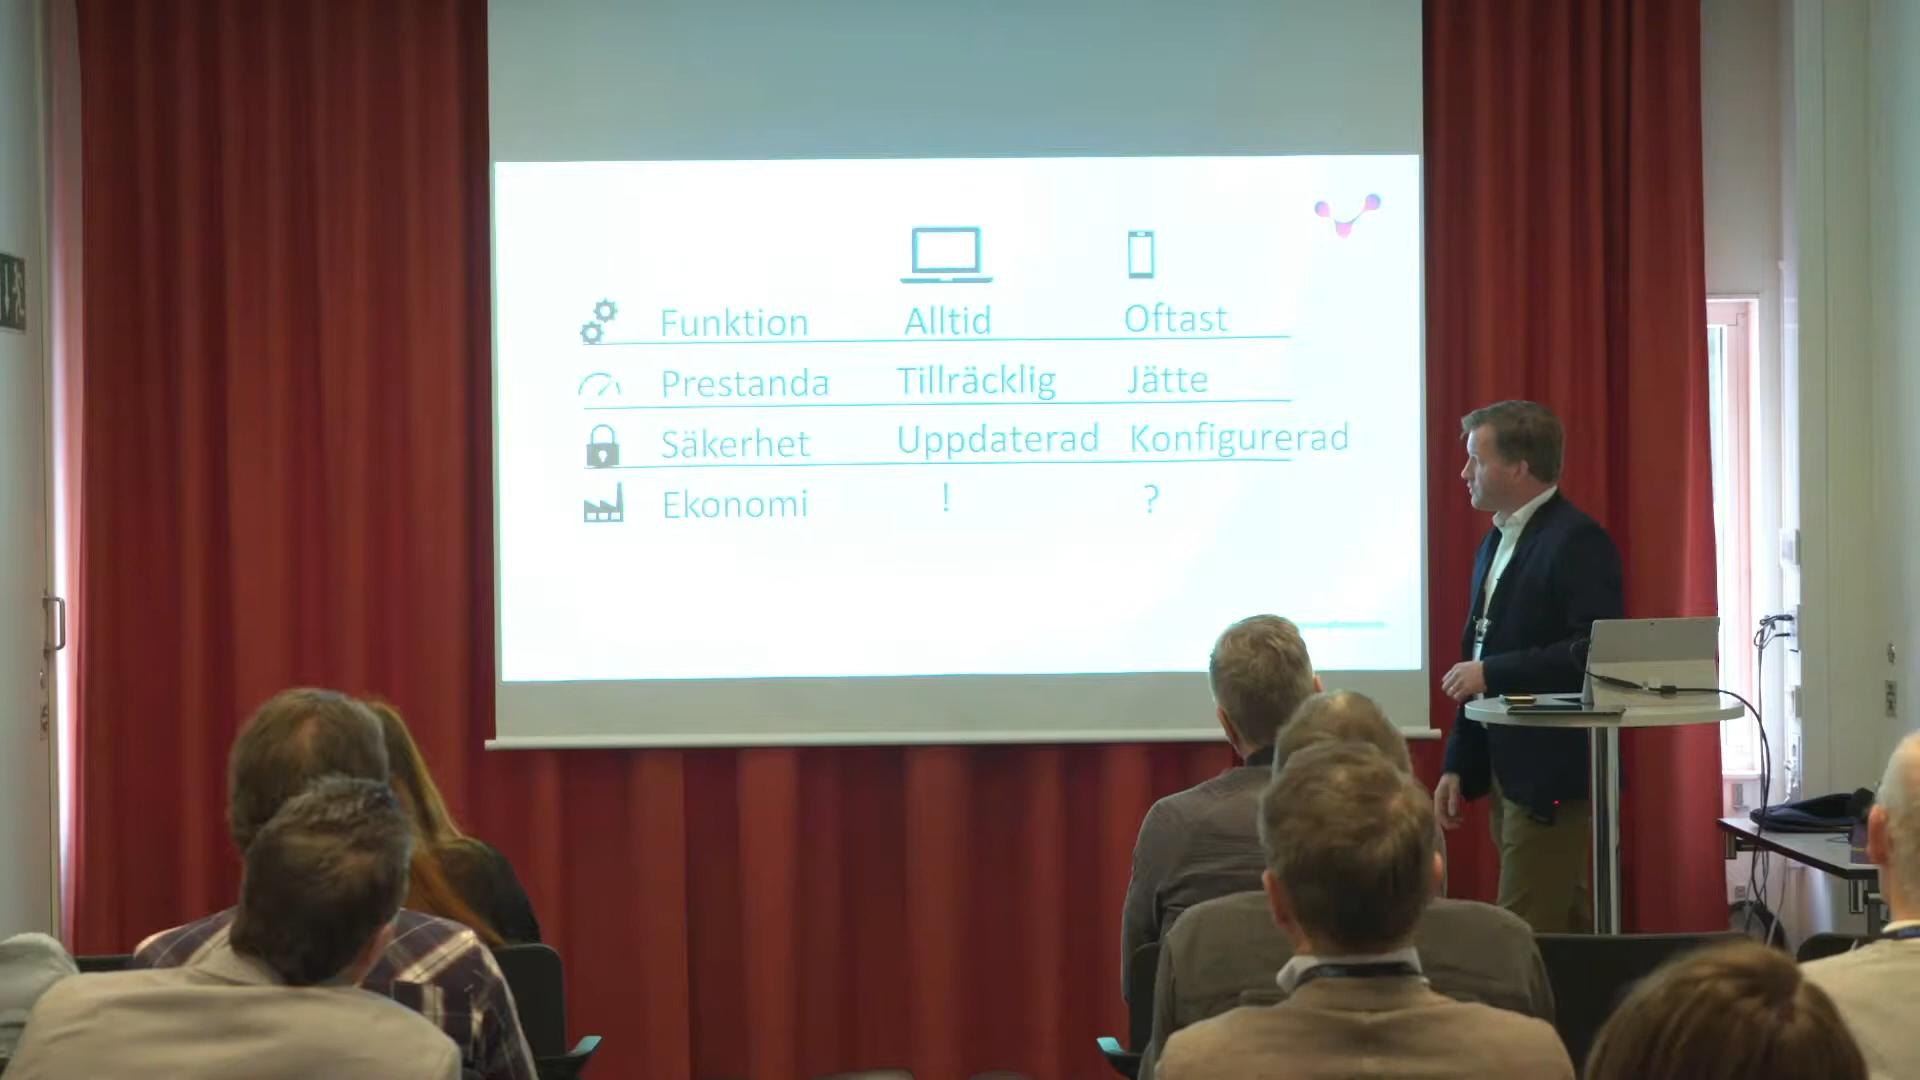 Funktion Alltid Oftast
Prestanda Tillräcklig Jätte
Säkerhet Uppdaterad Konfigurerad
Ekonomi ! ?